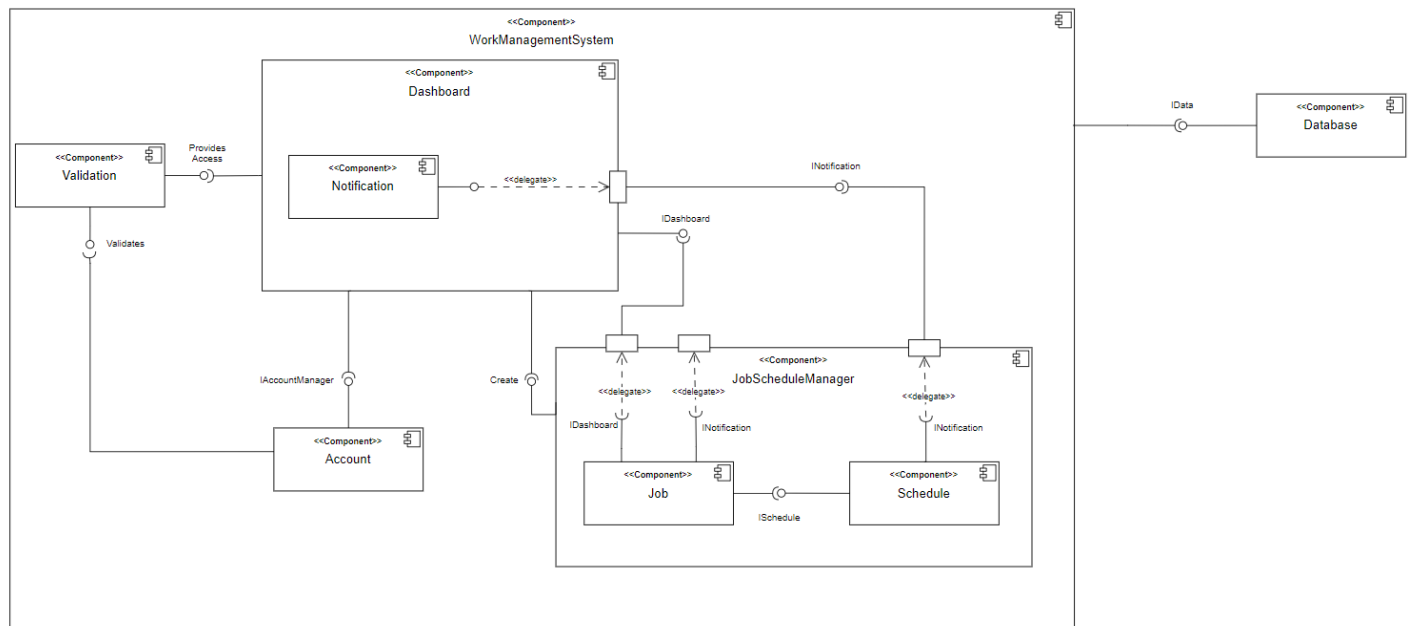 <<Component>>
WorkManagementSystem
<<Component>>
Dashboard
IData
<<Component>>
Database
Provides
Access
<<Component>>
Validation
<<Component>>
Notification
<<delegate>>
INotification
IDashboard
Validates
<<Component>>
JobScheduleManager
IAccountManager
Create
<<delegate>>
<<delegate>>
<<delegate>>
IDashboard
INotification
INotification
<<Component>>
Account
<<Component>>
Job
<<Component>>
Schedule
ISchedule